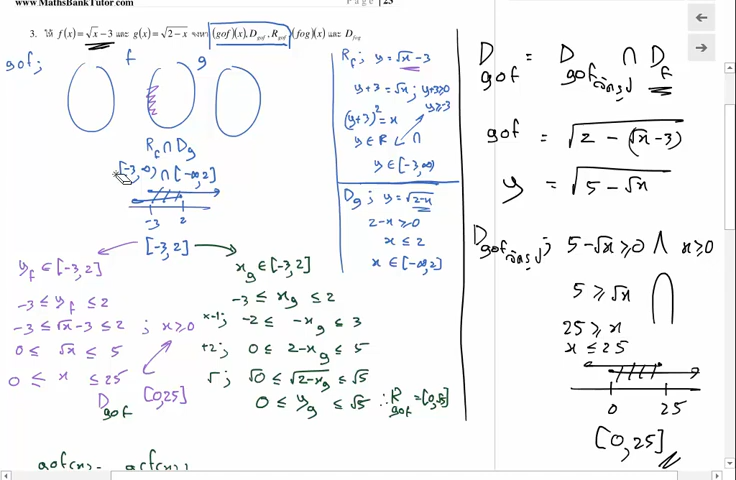 www.MathsBankTutor.com
Page | 23
3. ให้ f(x)=√x−3 และ g(x)=√2−x (gof)(x), D_gof, R_gof, (fog)(x) และ D_fog
gof;
f
g
R_f ∩ D_g
[-3,∞) ∩ [-∞,2]
-3 2
[-3,2]
y_f ∈ [-3,2]
-3 ≤ y_f ≤ 2
-3 ≤ √x-3 ≤ 2 ; x≥0
0 ≤ √x ≤ 5
0 ≤ x ≤ 25
D_gof [0,25]
x_g ∈ [-3,2]
-3 ≤ x_g ≤ 2
x-1; -2 ≤ -x_g ≤ 3
+2; 0 ≤ 2-x_g ≤ 5
√; √0 ≤ √2-x_g ≤ √5
0 ≤ y_g ≤ √5 ∴ R_gof = [0,√5]
R_f; y=√x-3
y+3 = √x; y+3≥0
(y+3)² = x y≥-3
y∈R ∩
y∈[-3,∞)
D_g; y=√2-x
2-x ≥0
x ≤ 2
x ∈ [-∞,2]
D_gof = D_gof ∩ D_f
gof = √2-(√x-3)
y = √5-√x
D_gof ; 5-√x≥0 ∧ x≥0
5 ≥ √x
25 ≥ x
x ≤ 25
0 25
[0,25]